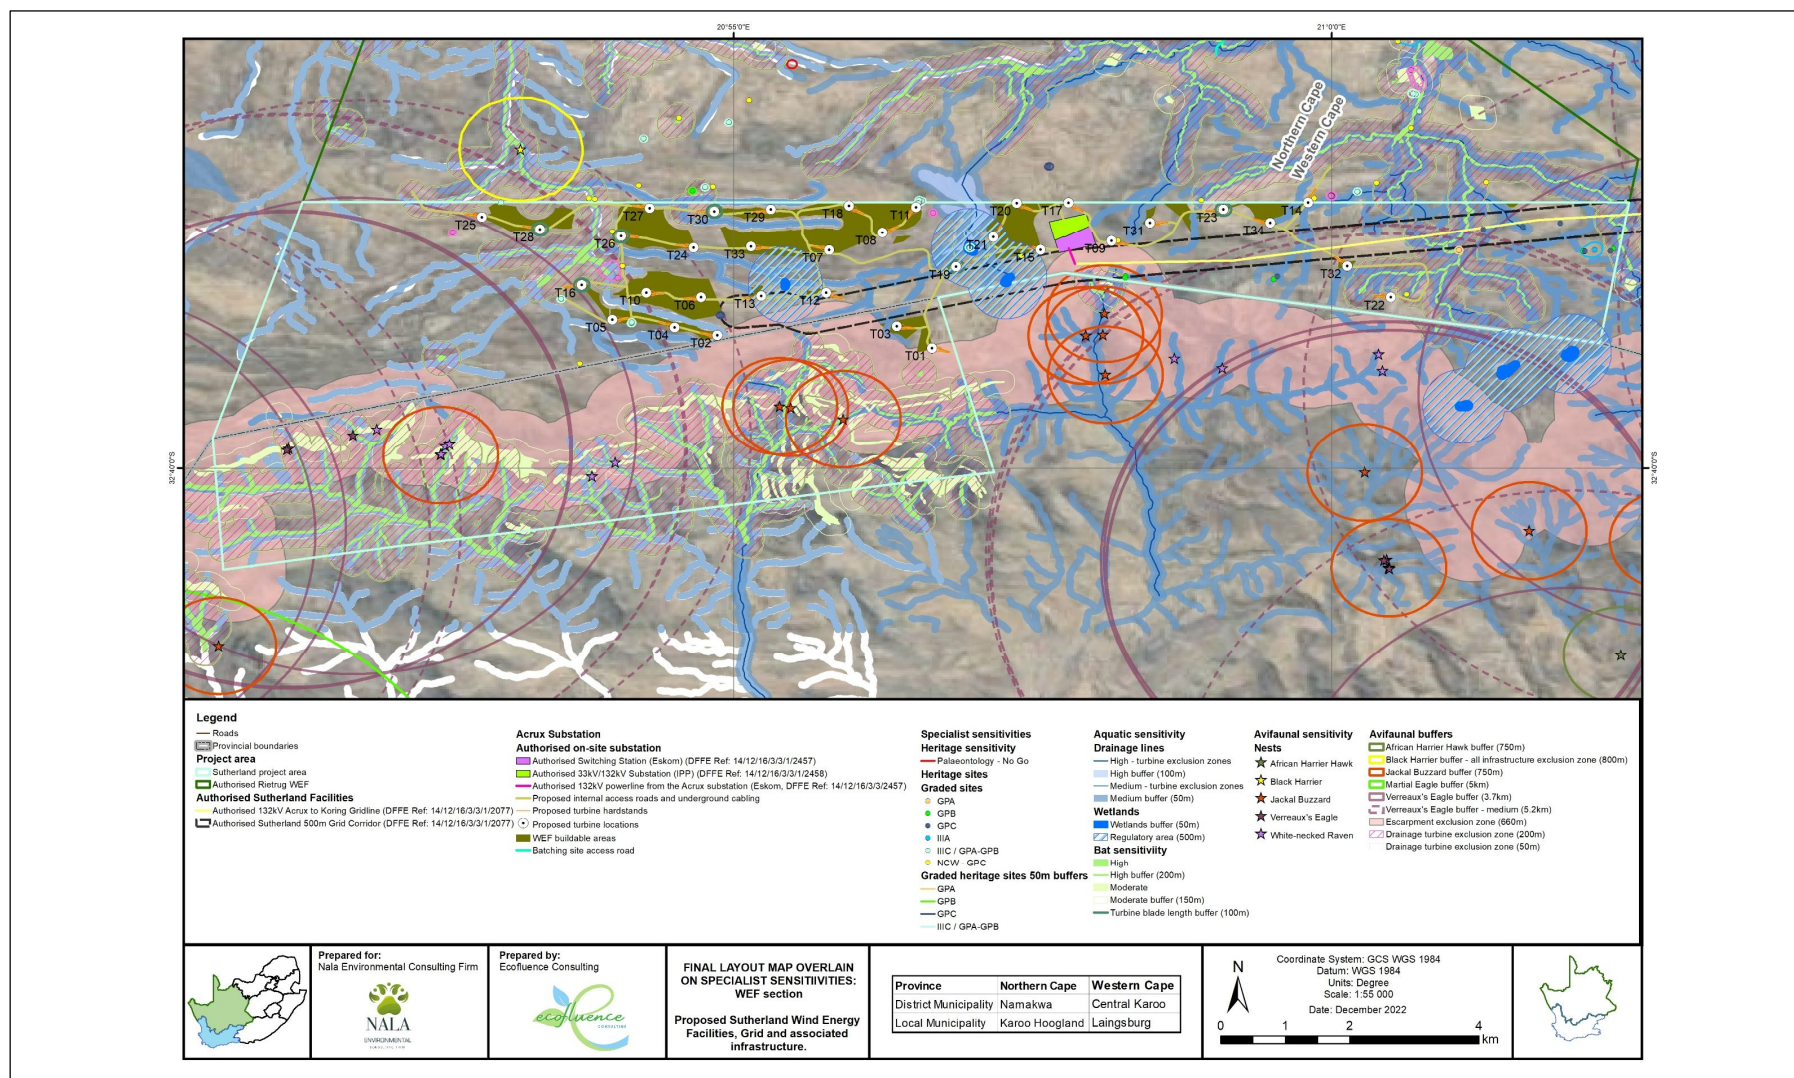 20°55'0"E
21°0'0"E
32°40'0"S
32°40'0"S
Northern Cape
Western Cape
T25
T28
T27
T26
T30
T24
T29
T33
T18
T07
T08
T11
T20
T17
T21
T15
T19
T09
T31
T23
T34
T14
T32
T22
T16
T10
T06
T13
T12
T05
T04
T02
T03
T01
Legend
Roads
Provincial boundaries
Project area
Sutherland project area
Authorised Rietrug WEF
Authorised Sutherland Facilities
Authorised 132kV Acrux to Koring Gridline (DFFE Ref: 14/12/16/3/3/1/2077)
Authorised Sutherland 500m Grid Corridor (DFFE Ref: 14/12/16/3/3/1/2077)
Acrux Substation
Authorised on-site substation
Authorised Switching Station (Eskom) (DFFE Ref: 14/12/16/3/3/1/2457)
Authorised 33kV/132kV Substation (IPP) (DFFE Ref: 14/12/16/3/3/1/2458)
Authorised 132kV powerline from the Acrux substation (Eskom, DFFE Ref: 14/12/16/3/3/2457)
Proposed internal access roads and underground cabling
Proposed turbine hardstands
Proposed turbine locations
WEF buildable areas
Batching site access road
Specialist sensitivities
Heritage sensitivity
Palaeontology - No Go
Heritage sites
Graded sites
GPA
GPB
GPC
IIIA
IIIC / GPA-GPB
NCW - GPC
Graded heritage sites 50m buffers
GPA
GPB
GPC
IIIC / GPA-GPB
Aquatic sensitivity
Drainage lines
High - turbine exclusion zones
High buffer (100m)
Medium - turbine exclusion zones
Medium buffer (50m)
Wetlands
Wetlands buffer (50m)
Regulatory area (500m)
Bat sensitiviity
High
High buffer (200m)
Moderate
Moderate buffer (150m)
Turbine blade length buffer (100m)
Avifaunal sensitivity
Nests
African Harrier Hawk
Black Harrier
Jackal Buzzard
Verreaux's Eagle
White-necked Raven
Avifaunal buffers
African Harrier Hawk buffer (750m)
Black Harrier buffer - all infrastructure exclusion zone (800m)
Jackal Buzzard buffer (750m)
Martial Eagle buffer (5km)
Verreaux's Eagle buffer (3.7km)
Verreaux's Eagle buffer - medium (5.2km)
Escarpment exclusion zone (660m)
Drainage turbine exclusion zone (200m)
Drainage turbine exclusion zone (50m)
Prepared for:
Nala Environmental Consulting Firm
NALA
ENVIRONMENTAL
CONSULTING FIRM
Prepared by:
Ecofluence Consulting
ecofluence
CONSULTING
FINAL LAYOUT MAP OVERLAIN
ON SPECIALIST SENSITIIVITIES:
WEF section
Proposed Sutherland Wind Energy
Facilities, Grid and associated
infrastructure.
Province Northern Cape Western Cape
District Municipality Namakwa Central Karoo
Local Municipality Karoo Hoogland Laingsburg
N
Coordinate System: GCS WGS 1984
Datum: WGS 1984
Units: Degree
Scale: 1:55 000
Date: December 2022
0 1 2 4
km